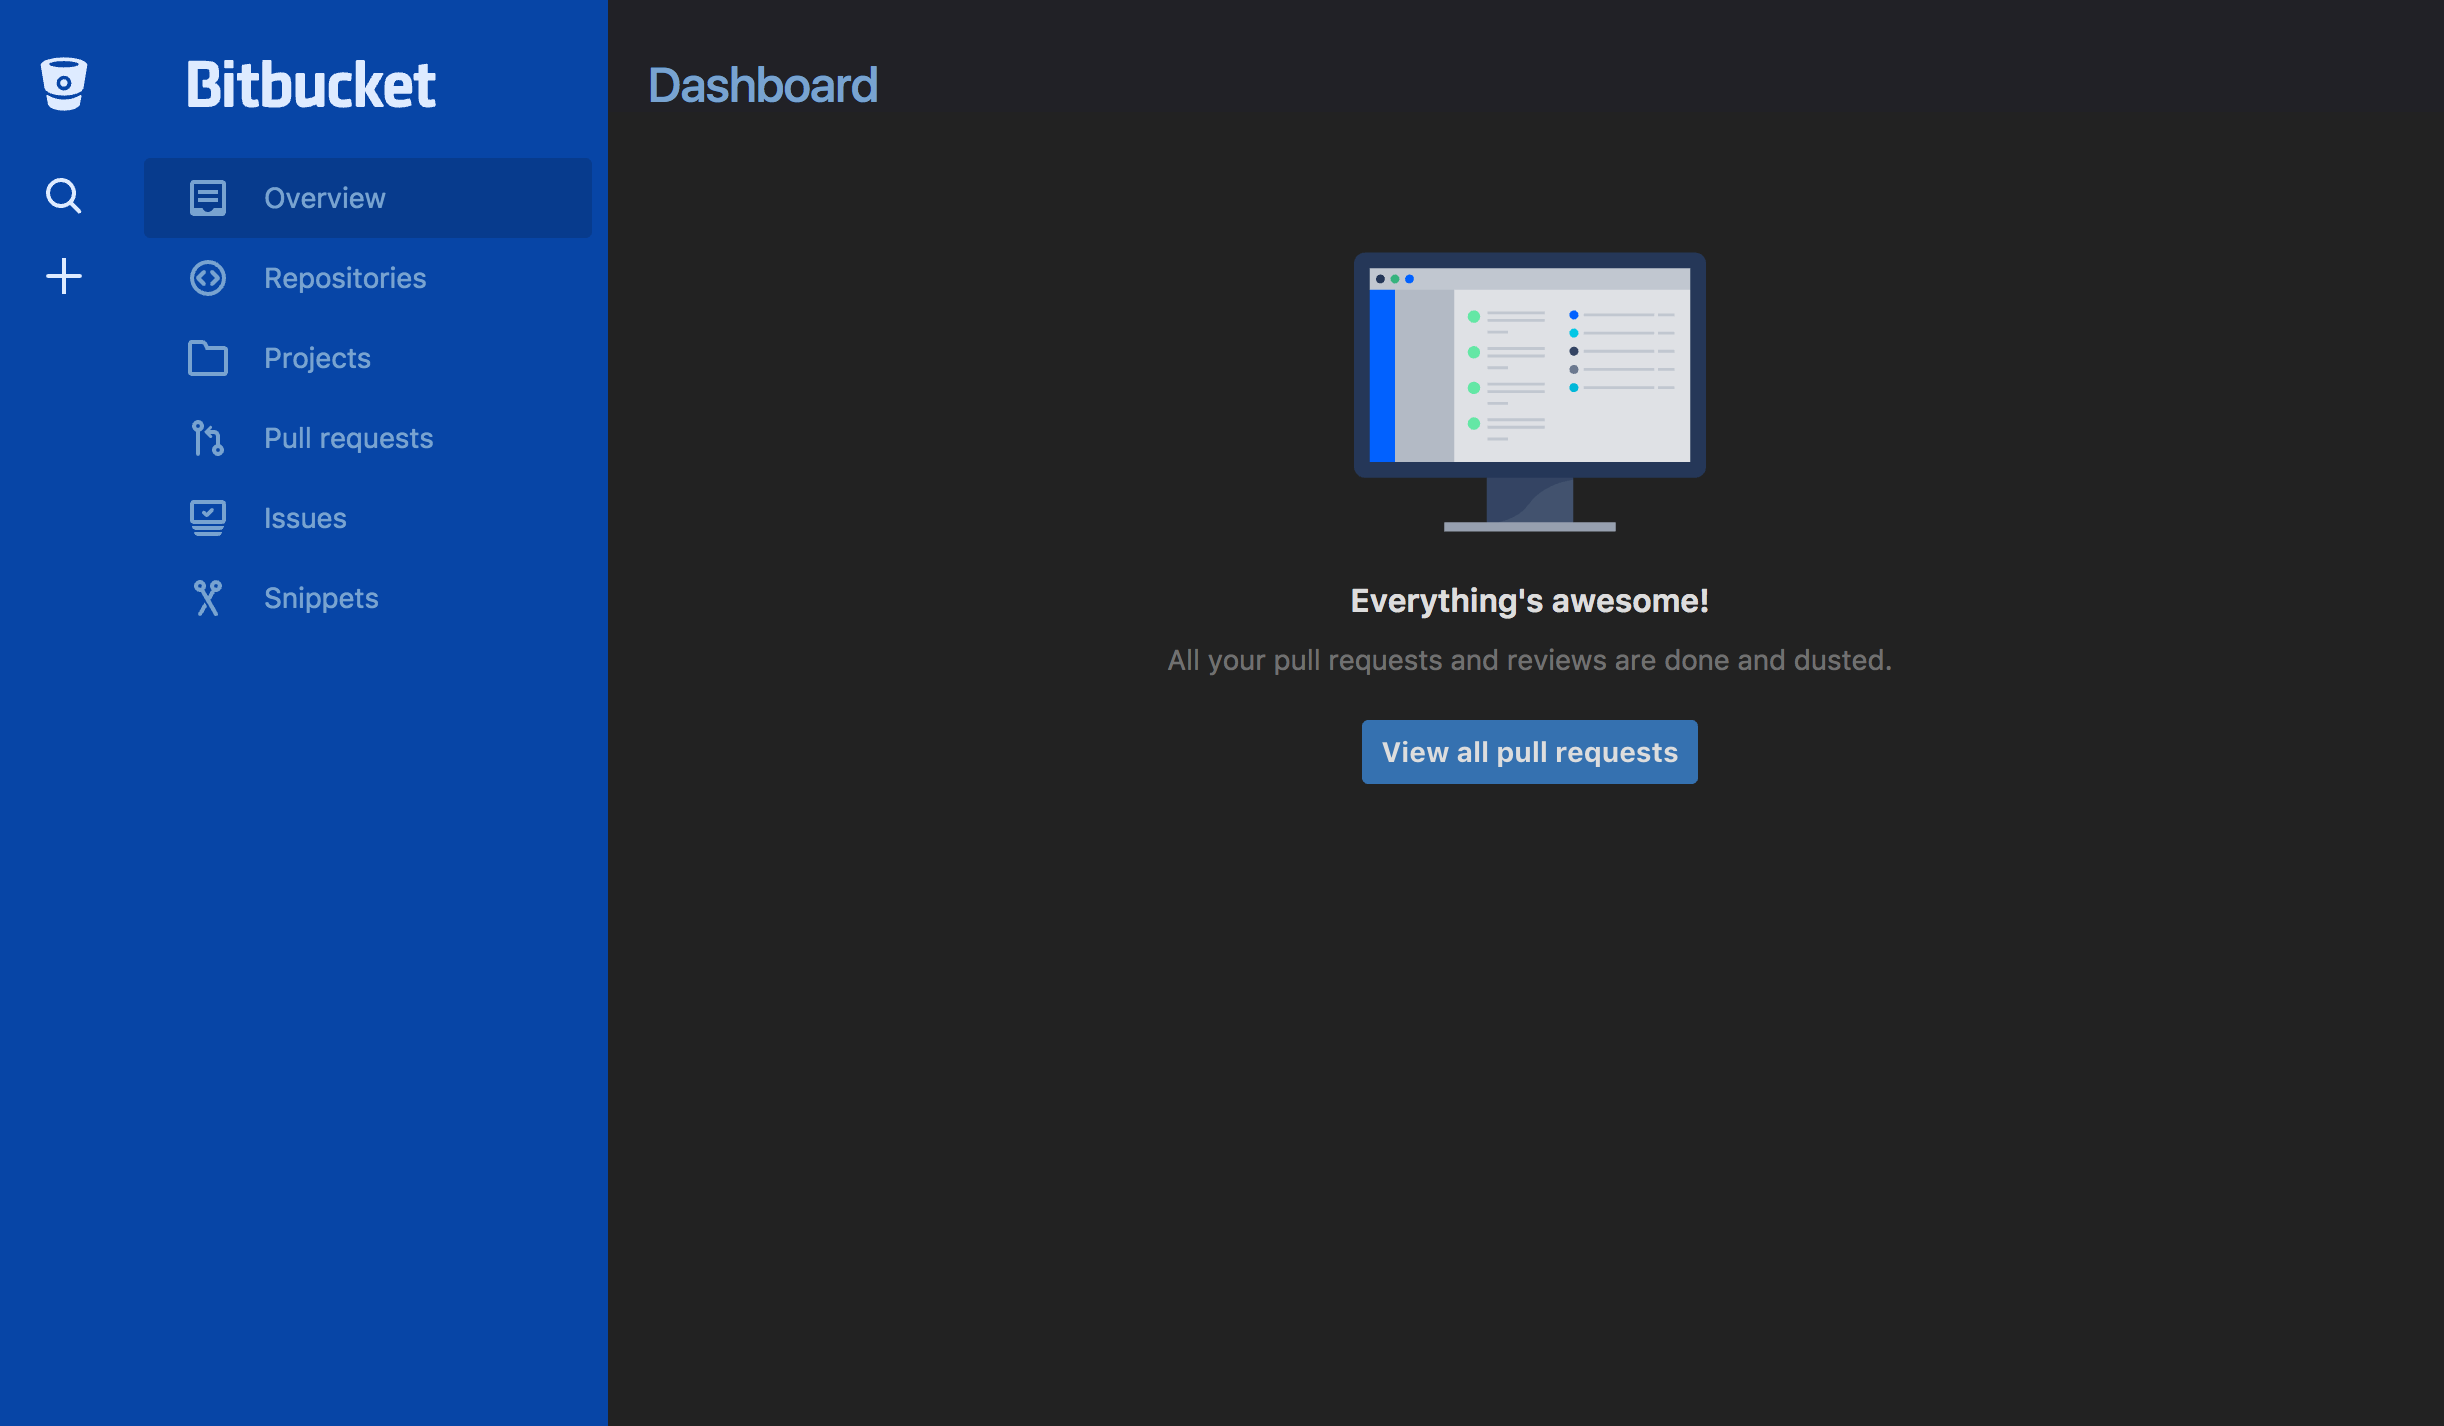 Bitbucket
Overview
Repositories
Projects
Pull requests
Issues
Snippets
Dashboard
Everything's awesome!
All your pull requests and reviews are done and dusted.
View all pull requests